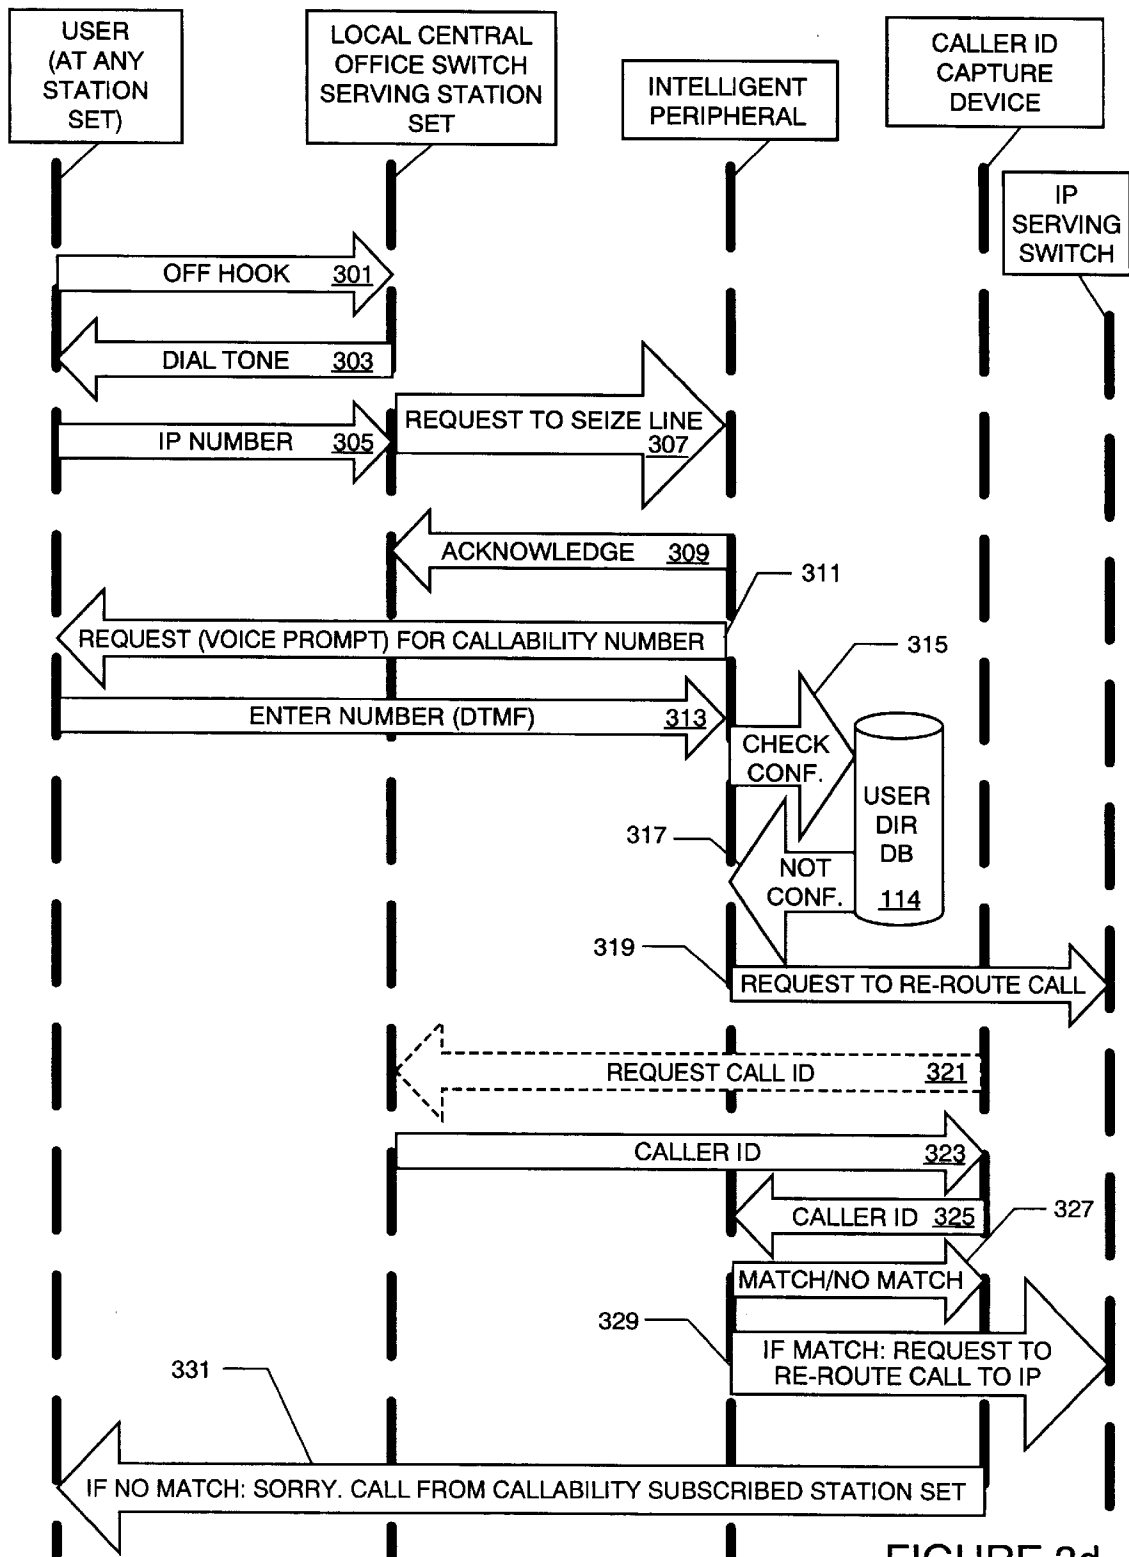 USER
(AT ANY
STATION
SET)
LOCAL CENTRAL
OFFICE SWITCH
SERVING STATION
SET
INTELLIGENT
PERIPHERAL
CALLER ID
CAPTURE
DEVICE
IP
SERVING
SWITCH
OFF HOOK 301
DIAL TONE 303
IP NUMBER 305
REQUEST TO SEIZE LINE
307
ACKNOWLEDGE 309
311
REQUEST (VOICE PROMPT) FOR CALLABILITY NUMBER
ENTER NUMBER (DTMF) 313
315
CHECK
CONF.
USER
DIR
DB
114
317
NOT
CONF.
319
REQUEST TO RE-ROUTE CALL
REQUEST CALL ID 321
CALLER ID 323
CALLER ID 325
327
MATCH/NO MATCH
329
IF MATCH: REQUEST TO
RE-ROUTE CALL TO IP
331
IF NO MATCH: SORRY. CALL FROM CALLABILITY SUBSCRIBED STATION SET